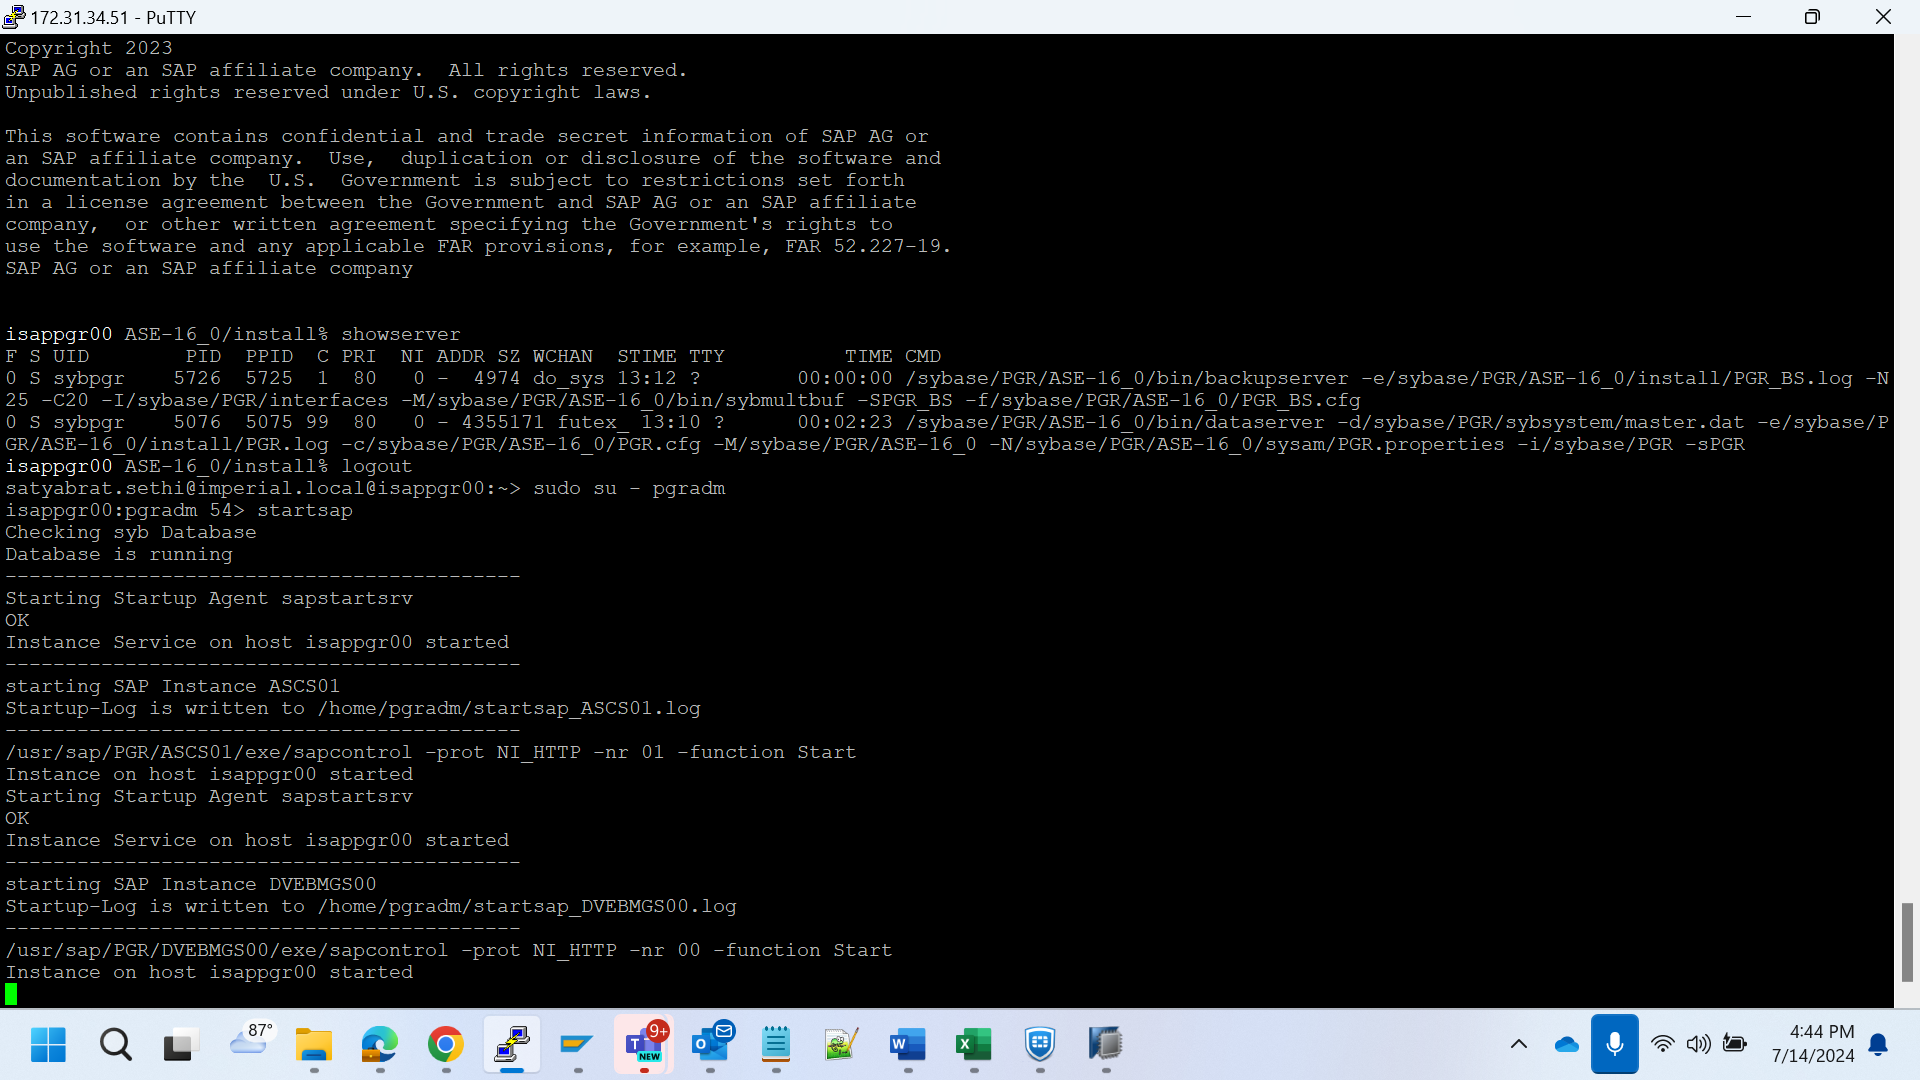 172.31.34.51 - PuTTY
Copyright 2023
SAP AG or an SAP affiliate company.  All rights reserved.
Unpublished rights reserved under U.S. copyright laws.
This software contains confidential and trade secret information of SAP AG or
an SAP affiliate company.  Use,  duplication or disclosure of the software and
documentation by the  U.S.  Government is subject to restrictions set forth
in a license agreement between the Government and SAP AG or an SAP affiliate
company,  or other written agreement specifying the Government's rights to
use the software and any applicable FAR provisions, for example, FAR 52.227-19.
SAP AG or an SAP affiliate company
isappgr00 ASE-16_0/install% showserver
F S UID        PID  PPID  C PRI  NI ADDR SZ WCHAN  STIME TTY          TIME CMD
0 S sybpgr    5726  5725  1  80   0 -  4974 do_sys 13:12 ?        00:00:00 /sybase/PGR/ASE-16_0/bin/backupserver -e/sybase/PGR/ASE-16_0/install/PGR_BS.log -N
25 -C20 -I/sybase/PGR/interfaces -M/sybase/PGR/ASE-16_0/bin/sybmultbuf -SPGR_BS -f/sybase/PGR/ASE-16_0/PGR_BS.cfg
0 S sybpgr    5076  5075 99  80   0 - 4355171 futex_ 13:10 ?      00:02:23 /sybase/PGR/ASE-16_0/bin/dataserver -d/sybase/PGR/sybsystem/master.dat -e/sybase/P
GR/ASE-16_0/install/PGR.log -c/sybase/PGR/ASE-16_0/PGR.cfg -M/sybase/PGR/ASE-16_0 -N/sybase/PGR/ASE-16_0/sysam/PGR.properties -i/sybase/PGR -sPGR
isappgr00 ASE-16_0/install% logout
satyabrat.sethi@imperial.local@isappgr00:~> sudo su - pgradm
isappgr00:pgradm 54> startsap
Checking syb Database
Database is running
-------------------------------------------
Starting Startup Agent sapstartsrv
OK
Instance Service on host isappgr00 started
-------------------------------------------
starting SAP Instance ASCS01
Startup-Log is written to /home/pgradm/startsap_ASCS01.log
-------------------------------------------
/usr/sap/PGR/ASCS01/exe/sapcontrol -prot NI_HTTP -nr 01 -function Start
Instance on host isappgr00 started
Starting Startup Agent sapstartsrv
OK
Instance Service on host isappgr00 started
-------------------------------------------
starting SAP Instance DVEBMGS00
Startup-Log is written to /home/pgradm/startsap_DVEBMGS00.log
-------------------------------------------
/usr/sap/PGR/DVEBMGS00/exe/sapcontrol -prot NI_HTTP -nr 00 -function Start
Instance on host isappgr00 started
87°
9+
NEW
4:44 PM
7/14/2024